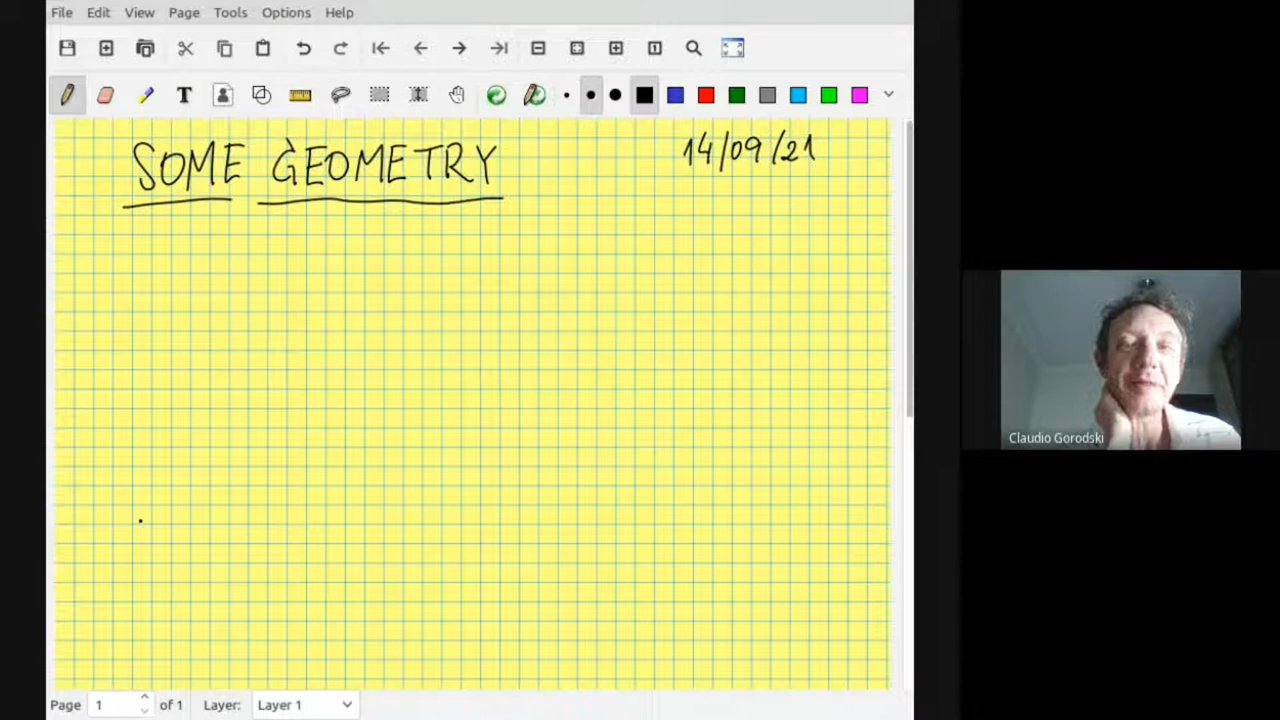 File Edit View Page Tools Options Help
SOME GEOMETRY 14/09/21
Claudio Gorodski
Page 1 of 1 Layer: Layer 1